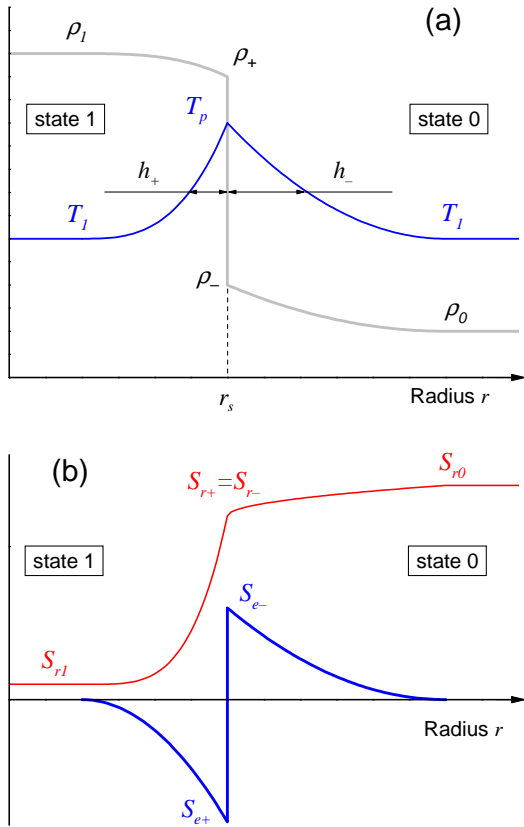 (a)
ρ1
ρ+
state 1
Tp
state 0
h+
h−
T1
T1
ρ−
ρ0
rs
Radius r
(b)
Sr0
Sr+=Sr−
state 1
state 0
Se−
Sr1
Radius r
Se+